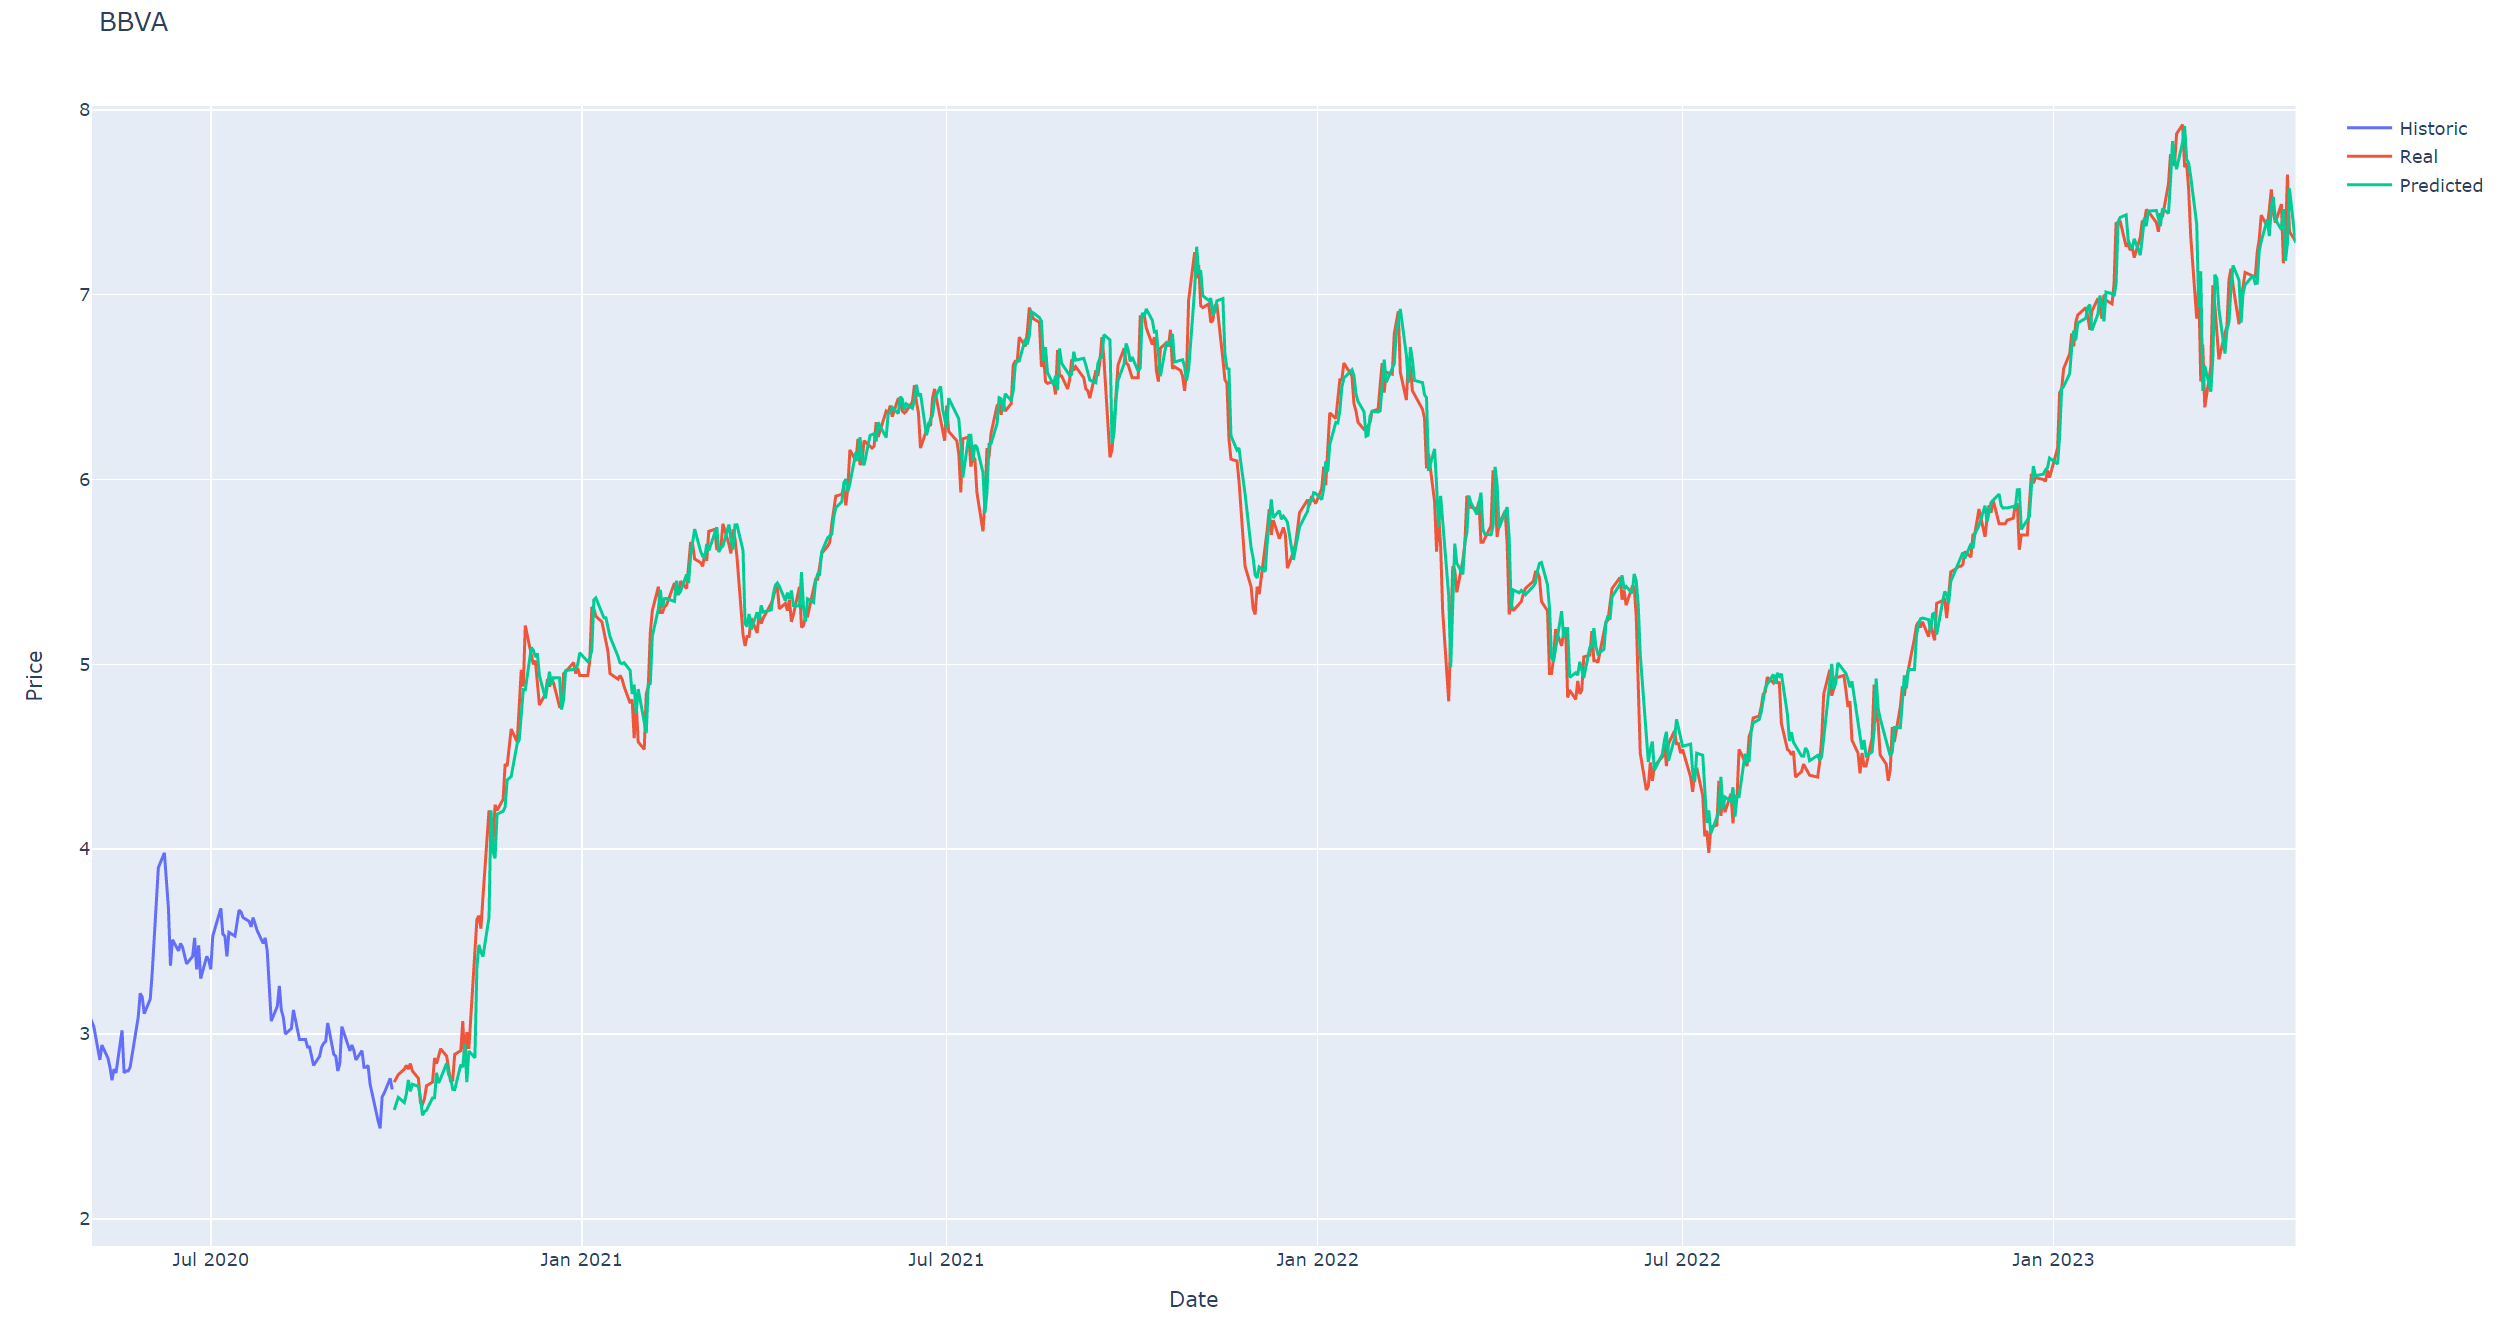 BBVA
8
7
6
5
4
3
2
Price
Jul 2020
Jan 2021
Jul 2021
Jan 2022
Jul 2022
Jan 2023
Date
Historic
Real
Predicted